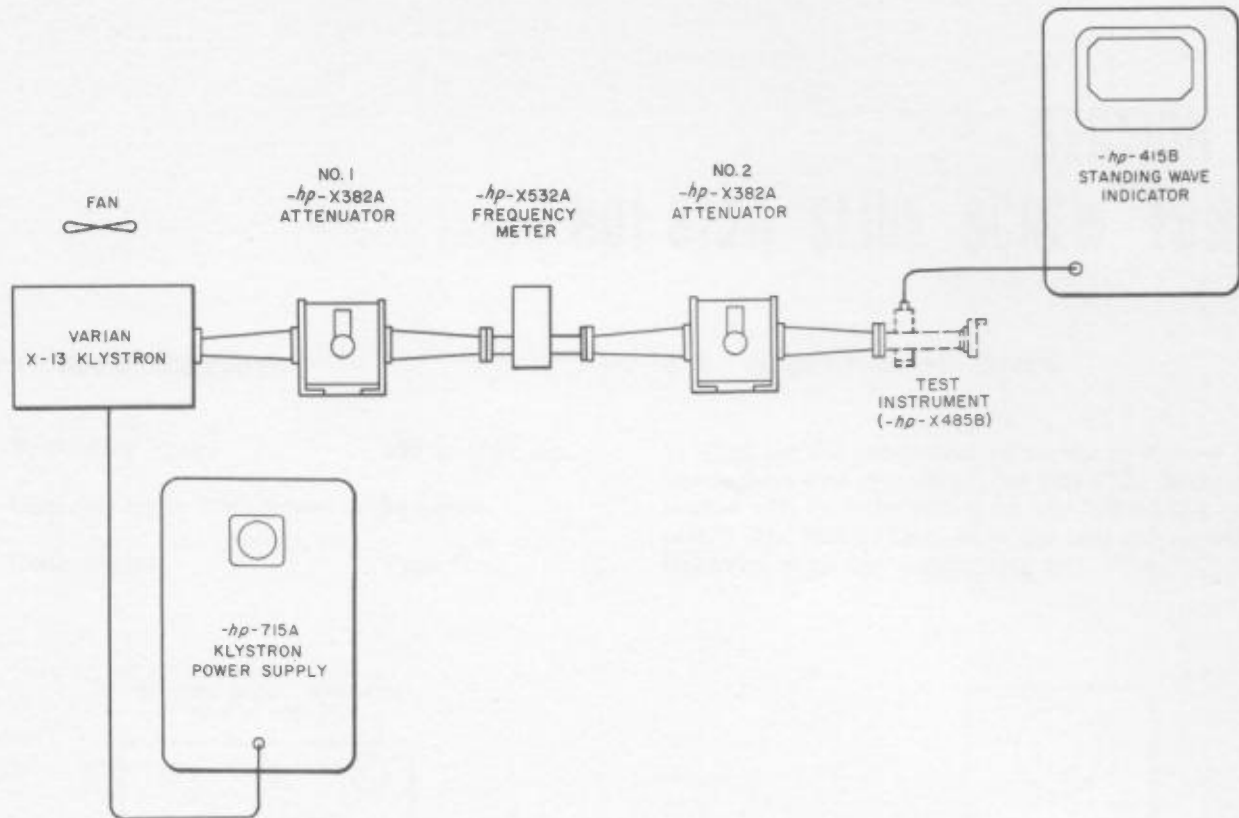 FAN
NO. 1
-hp-X382A
ATTENUATOR
-hp-X532A
FREQUENCY
METER
NO. 2
-hp-X382A
ATTENUATOR
-hp-415B
STANDING WAVE
INDICATOR
VARIAN
X-13 KLYSTRON
TEST
INSTRUMENT
(-hp-X485B)
-hp-715A
KLYSTRON
POWER SUPPLY